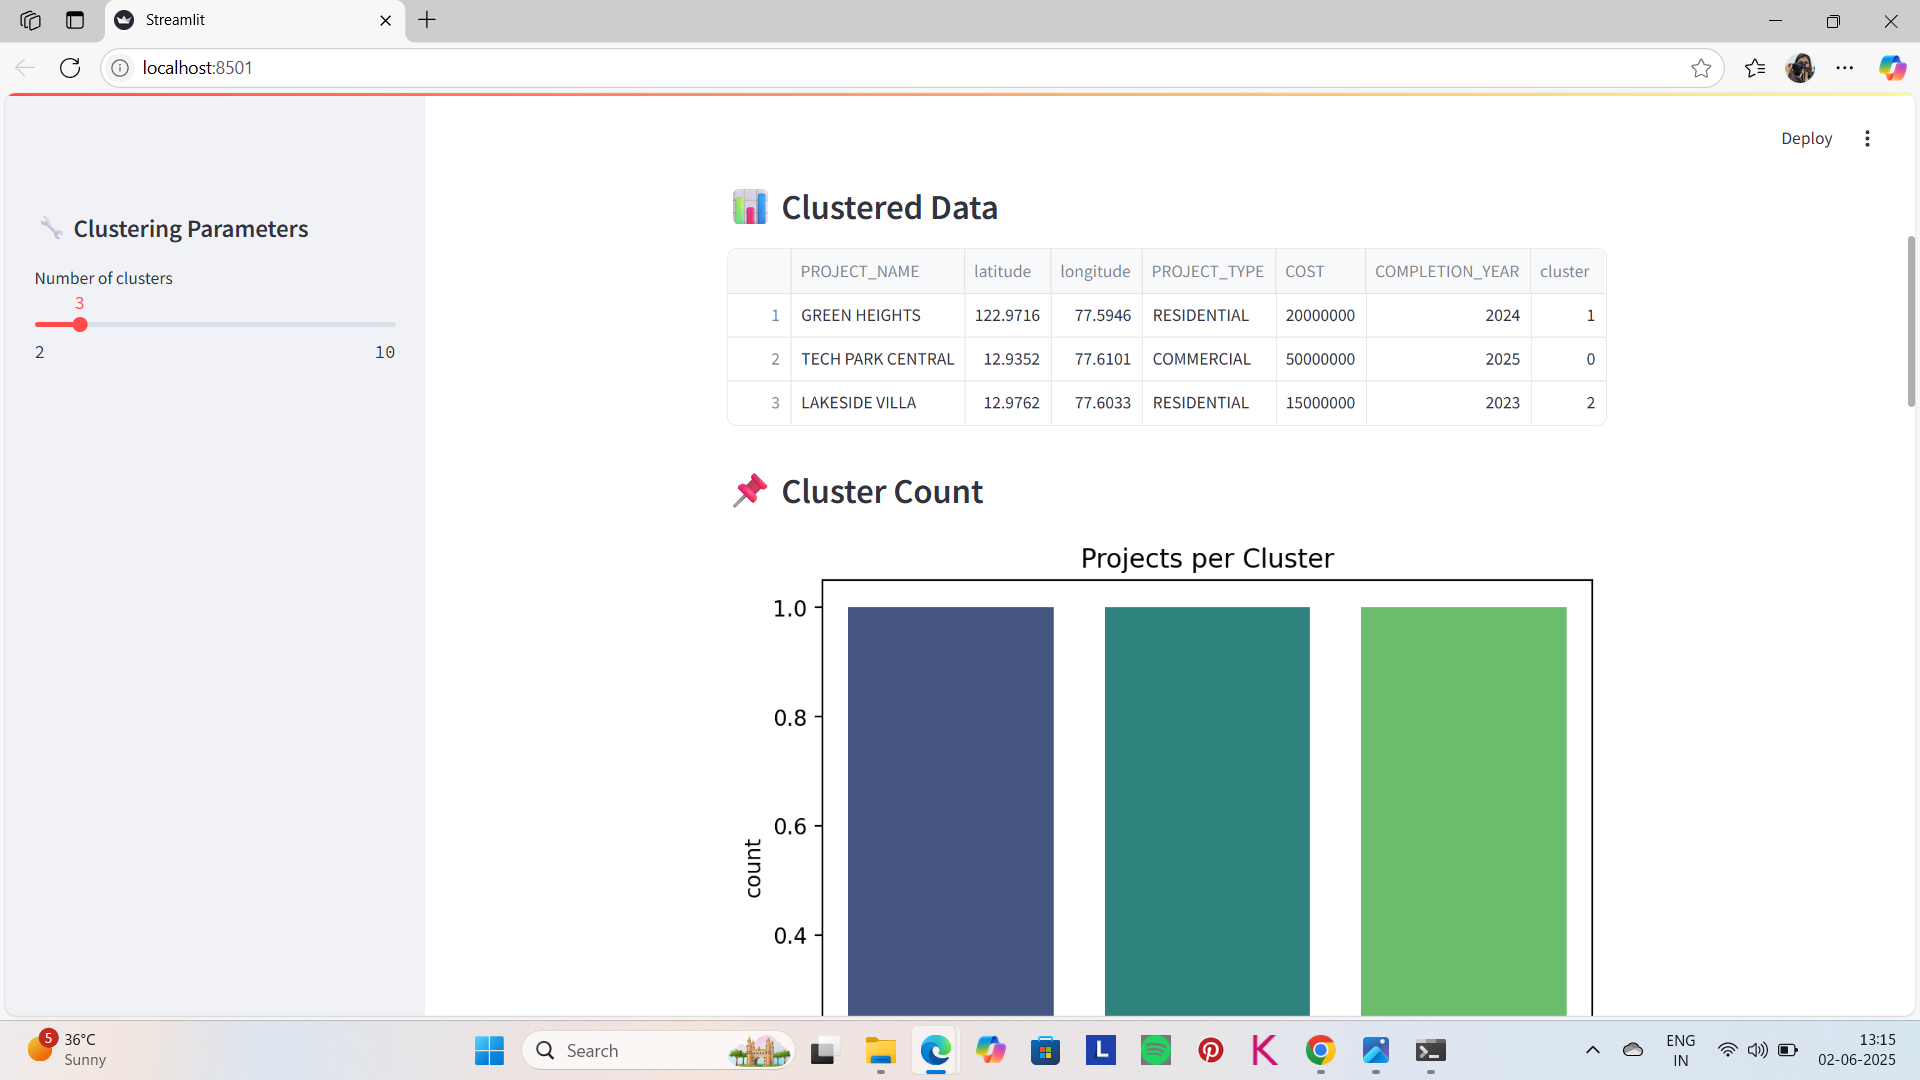 Streamlit
localhost:8501
Deploy
Clustering Parameters
Number of clusters
3
2 10
Clustered Data
PROJECT_NAME latitude longitude PROJECT_TYPE COST COMPLETION_YEAR cluster
1 GREEN HEIGHTS 122.9716 77.5946 RESIDENTIAL 20000000 2024 1
2 TECH PARK CENTRAL 12.9352 77.6101 COMMERCIAL 50000000 2025 0
3 LAKESIDE VILLA 12.9762 77.6033 RESIDENTIAL 15000000 2023 2
Cluster Count
Projects per Cluster
1.0
0.8
0.6
0.4
count
5
36°C
Sunny
Search
L
K
ENG
IN
13:15
02-06-2025